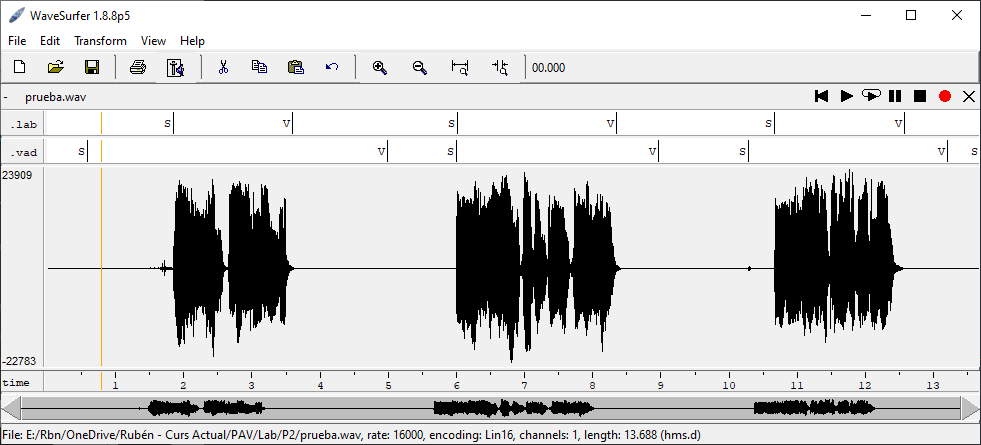 WaveSurfer 1.8.8p5
File Edit Transform View Help
00.000
- prueba.wav
.lab S V S V S V
.vad S V S V S V S
23909
-22783
time 1 2 3 4 5 6 7 8 9 10 11 12 13
File: E:/Rbn/OneDrive/Rubén - Curs Actual/PAV/Lab/P2/prueba.wav, rate: 16000, encoding: Lin16, channels: 1, length: 13.688 (hms.d)